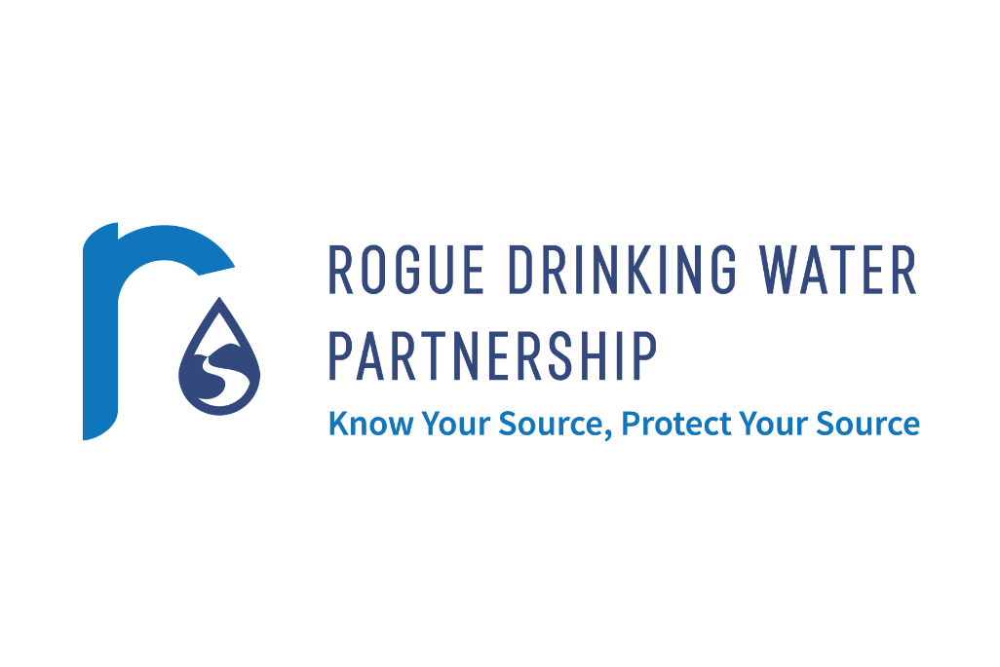 ROGUE DRINKING WATER
PARTNERSHIP
Know Your Source, Protect Your Source